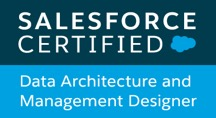 SALESFORCE
CERTIFIED
Data Architecture and
Management Designer